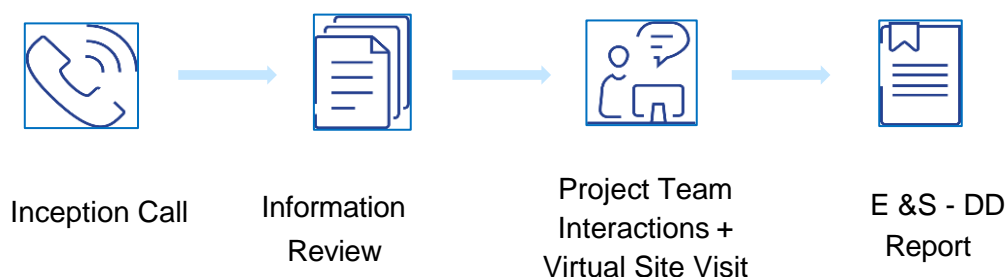 Inception Call
Information
Review
Project Team
Interactions +
Virtual Site Visit
E &S - DD
Report